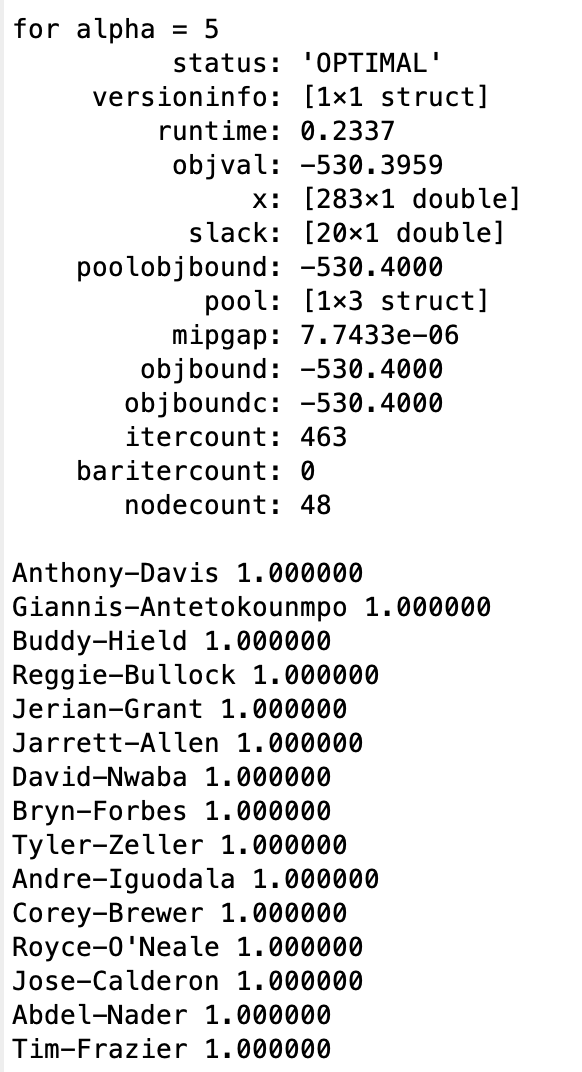 for alpha = 5
status: 'OPTIMAL'
versioninfo: [1×1 struct]
runtime: 0.2337
objval: -530.3959
x: [283×1 double]
slack: [20×1 double]
poolobjbound: -530.4000
pool: [1×3 struct]
mipgap: 7.7433e-06
objbound: -530.4000
objboundc: -530.4000
itercount: 463
baritercount: 0
nodecount: 48
Anthony-Davis 1.000000
Giannis-Antetokounmpo 1.000000
Buddy-Hield 1.000000
Reggie-Bullock 1.000000
Jerian-Grant 1.000000
Jarrett-Allen 1.000000
David-Nwaba 1.000000
Bryn-Forbes 1.000000
Tyler-Zeller 1.000000
Andre-Iguodala 1.000000
Corey-Brewer 1.000000
Royce-O'Neale 1.000000
Jose-Calderon 1.000000
Abdel-Nader 1.000000
Tim-Frazier 1.000000